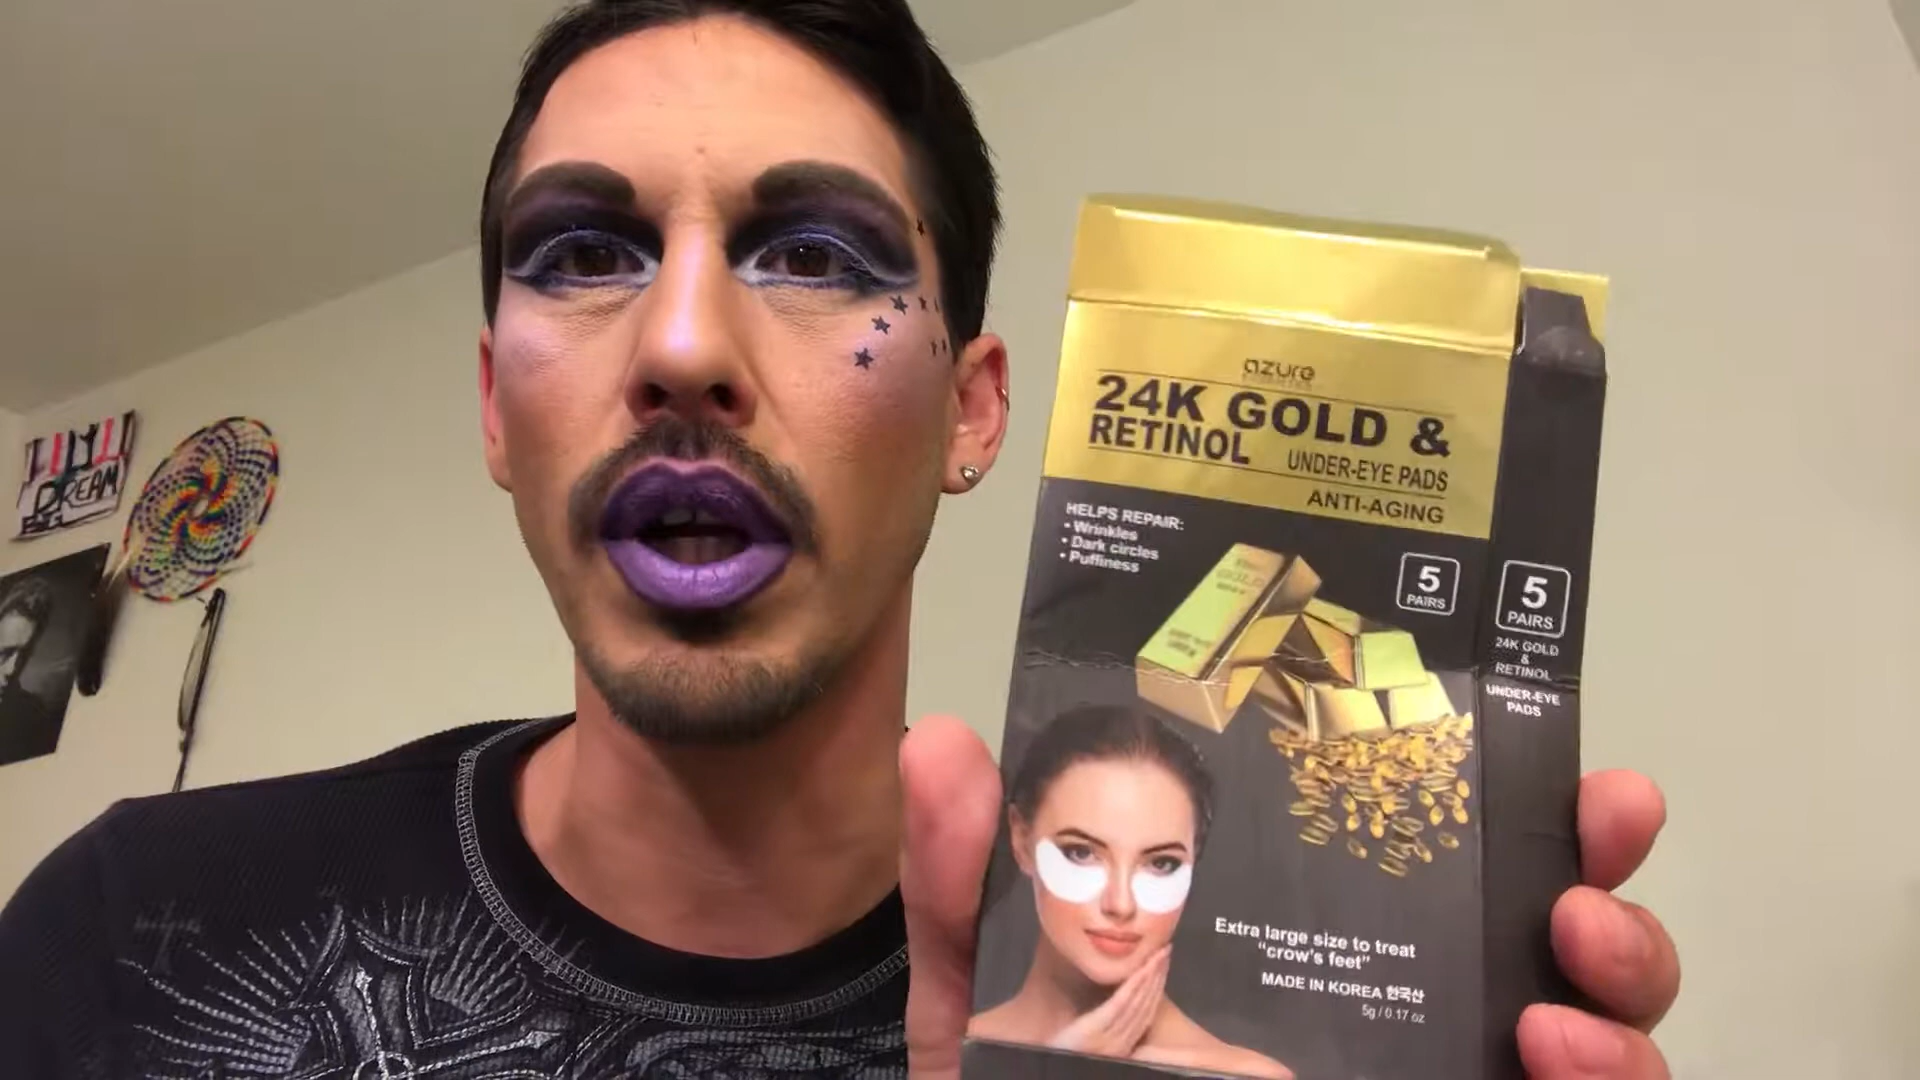 DREAM
BIG
azure
24K GOLD &
RETINOL UNDER-EYE PADS
ANTI-AGING
HELPS REPAIR:
• Wrinkles
• Dark circles
• Puffiness
GOLD
5
PAIRS
Extra large size to treat
“crow’s feet”
MADE IN KOREA 한국산
5g / 0.17 oz
5
PAIRS
24K GOLD
&
RETINOL
UNDER-EYE
PADS